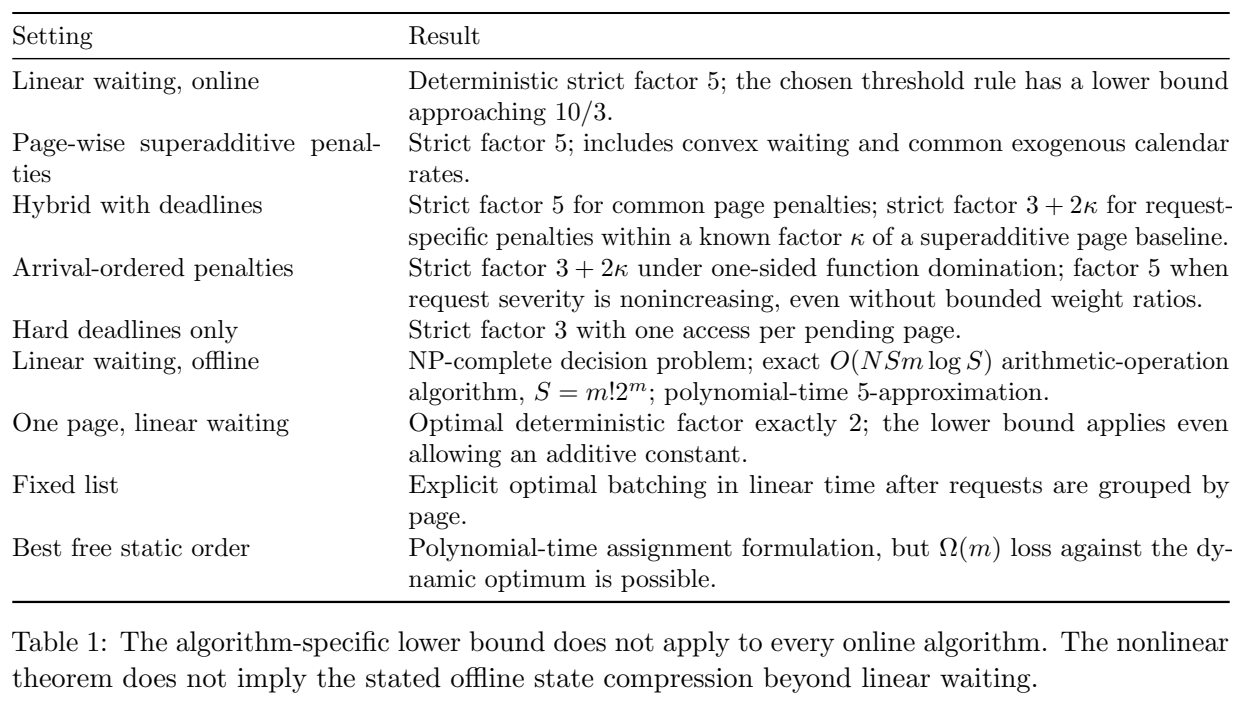 Setting Result
Linear waiting, online Deterministic strict factor 5; the chosen threshold rule has a lower bound
approaching 10/3.
Page-wise superadditive penal- Strict factor 5; includes convex waiting and common exogenous calendar
ties rates.
Hybrid with deadlines Strict factor 5 for common page penalties; strict factor 3 + 2κ for request-
specific penalties within a known factor κ of a superadditive page baseline.
Arrival-ordered penalties Strict factor 3 + 2κ under one-sided function domination; factor 5 when
request severity is nonincreasing, even without bounded weight ratios.
Hard deadlines only Strict factor 3 with one access per pending page.
Linear waiting, offline NP-complete decision problem; exact O(NSm log S) arithmetic-operation
algorithm, S = m!2^m; polynomial-time 5-approximation.
One page, linear waiting Optimal deterministic factor exactly 2; the lower bound applies even
allowing an additive constant.
Fixed list Explicit optimal batching in linear time after requests are grouped by
page.
Best free static order Polynomial-time assignment formulation, but Ω(m) loss against the dy-
namic optimum is possible.
Table 1: The algorithm-specific lower bound does not apply to every online algorithm. The nonlinear
theorem does not imply the stated offline state compression beyond linear waiting.